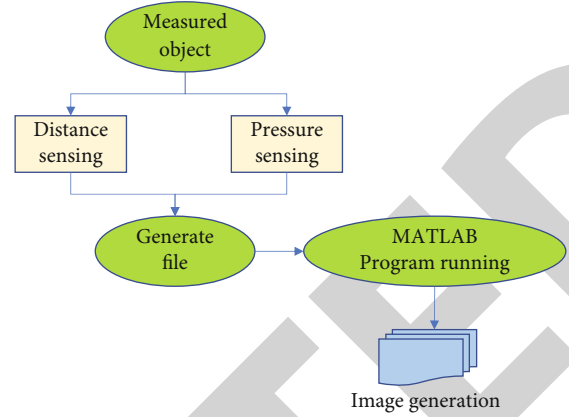 Measured
object
Distance
sensing
Pressure
sensing
Generate
file
MATLAB
Program running
Image generation